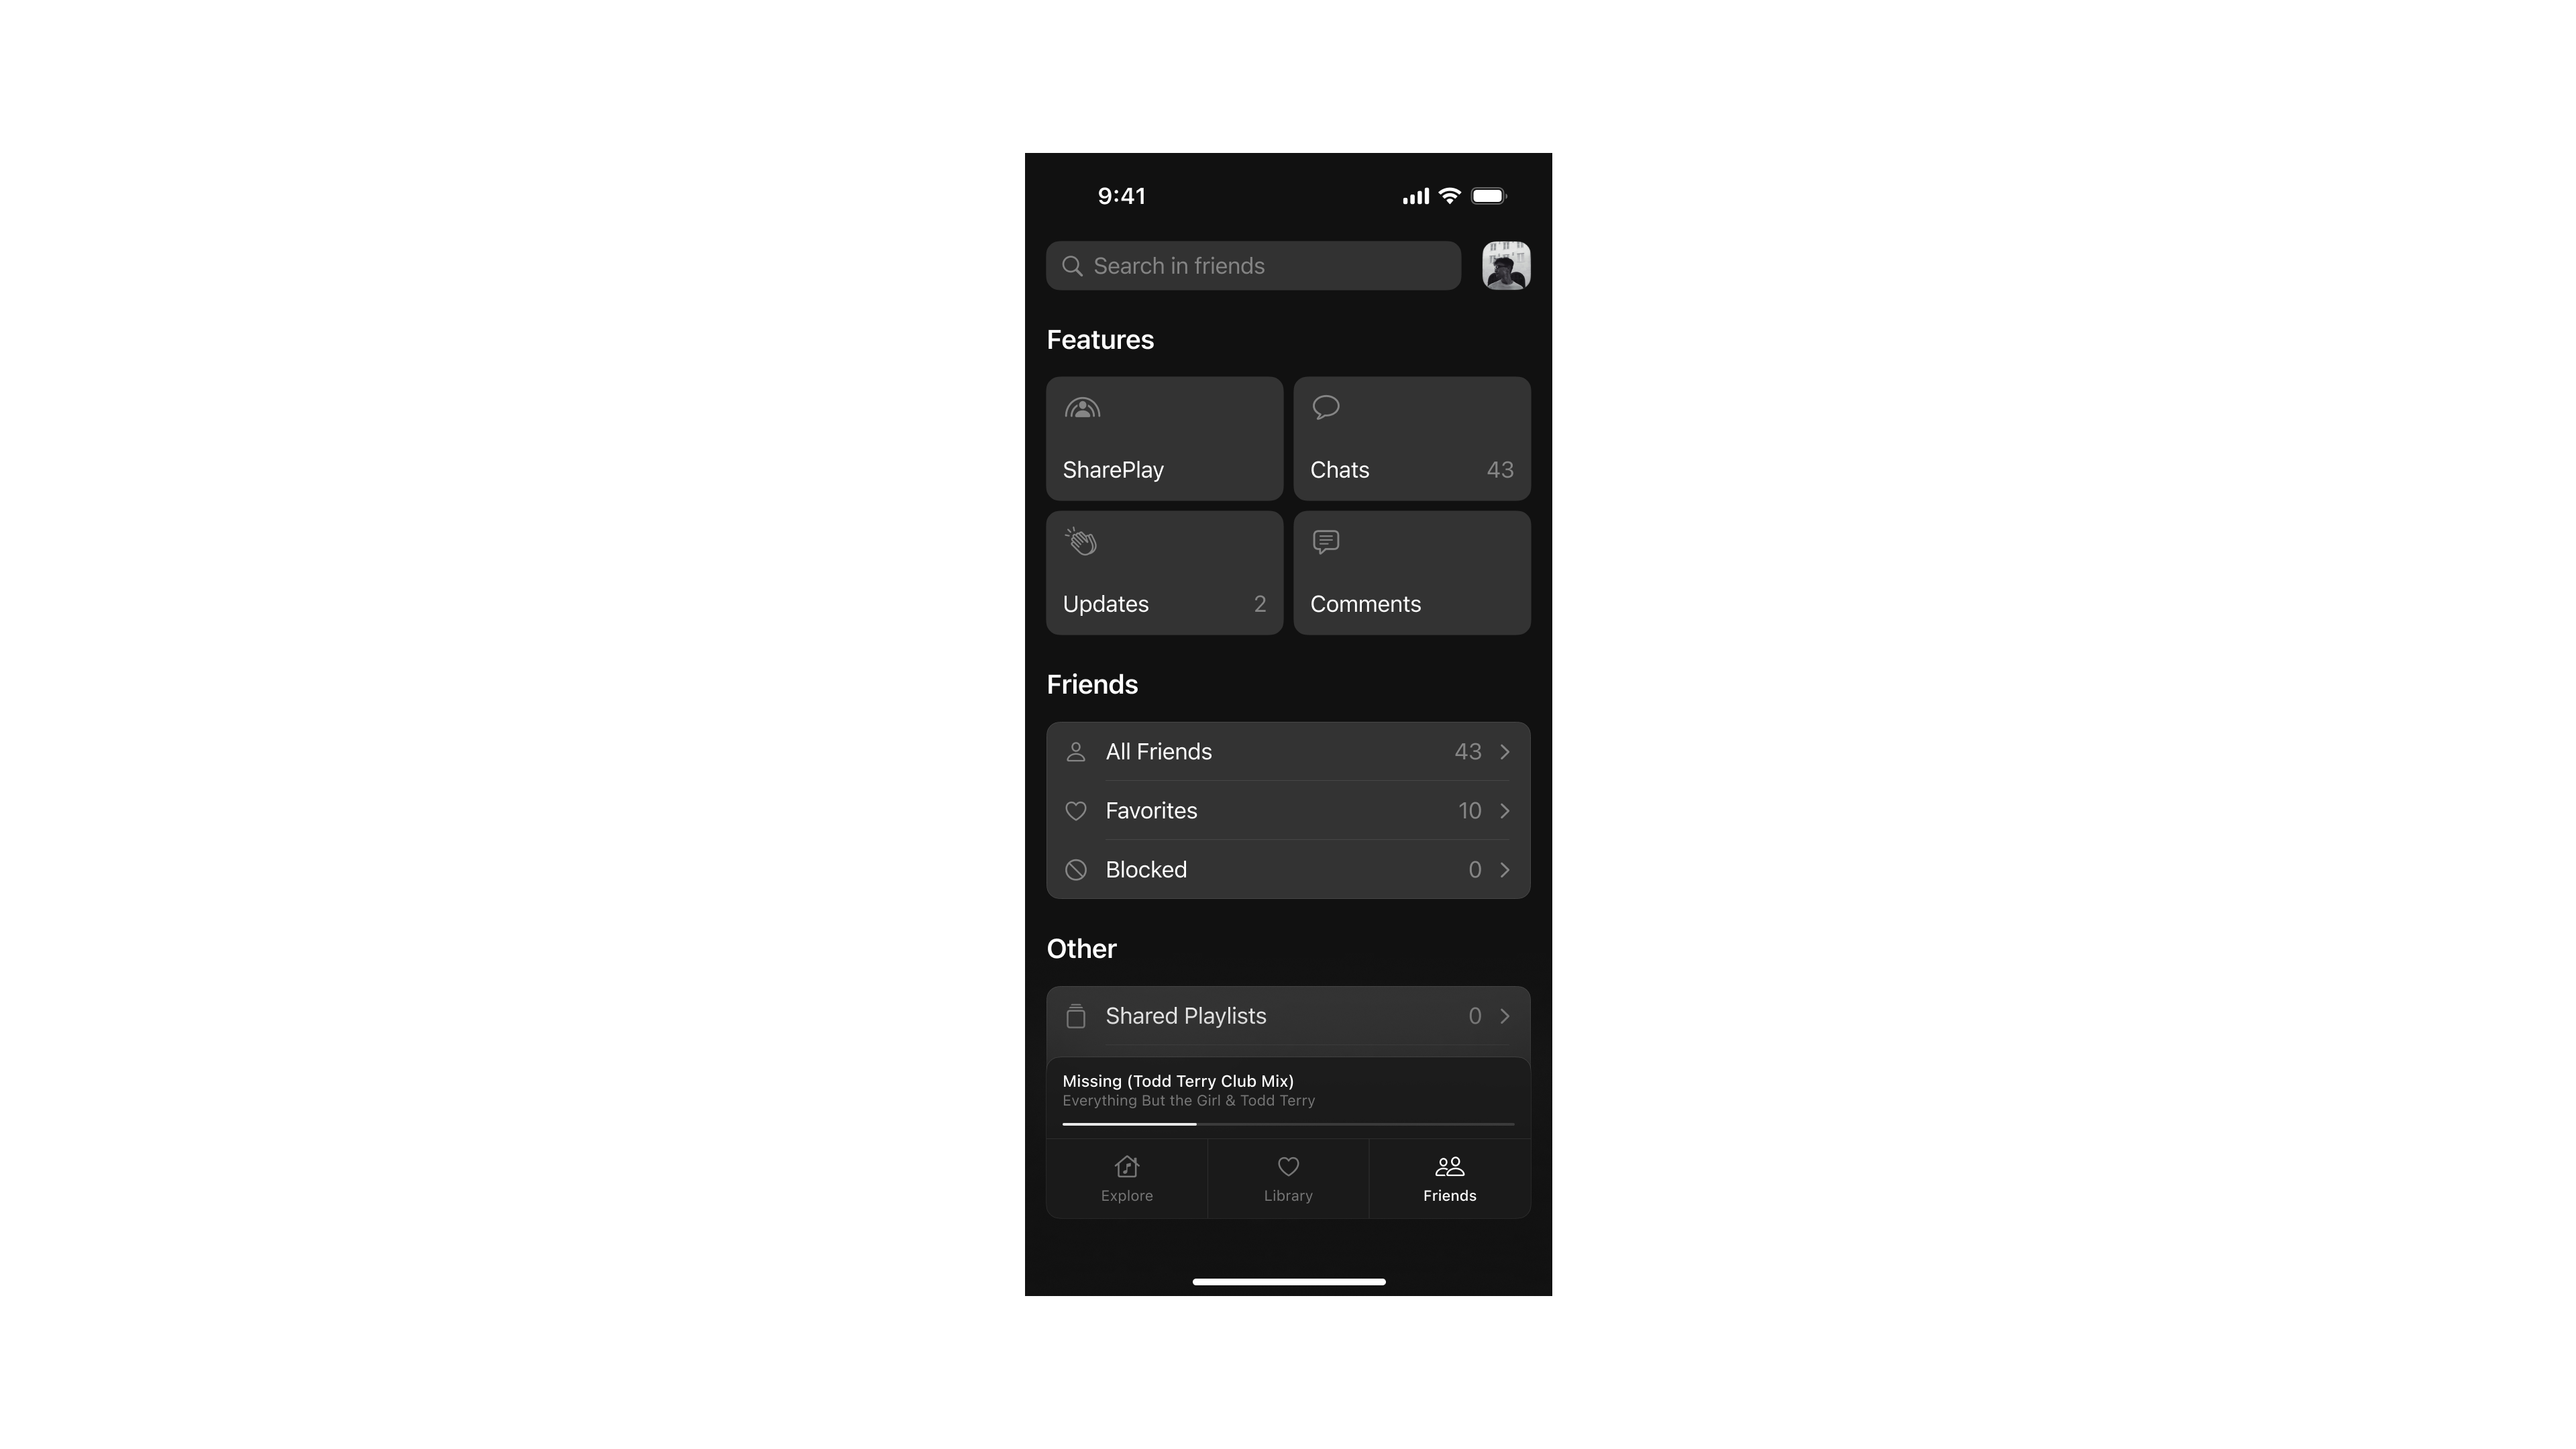 9:41
Search in friends
Features
SharePlay
Chats 43
Updates 2
Comments
Friends
All Friends 43
Favorites 10
Blocked 0
Other
Shared Playlists 0
Missing (Todd Terry Club Mix)
Everything But the Girl & Todd Terry
Explore Library Friends